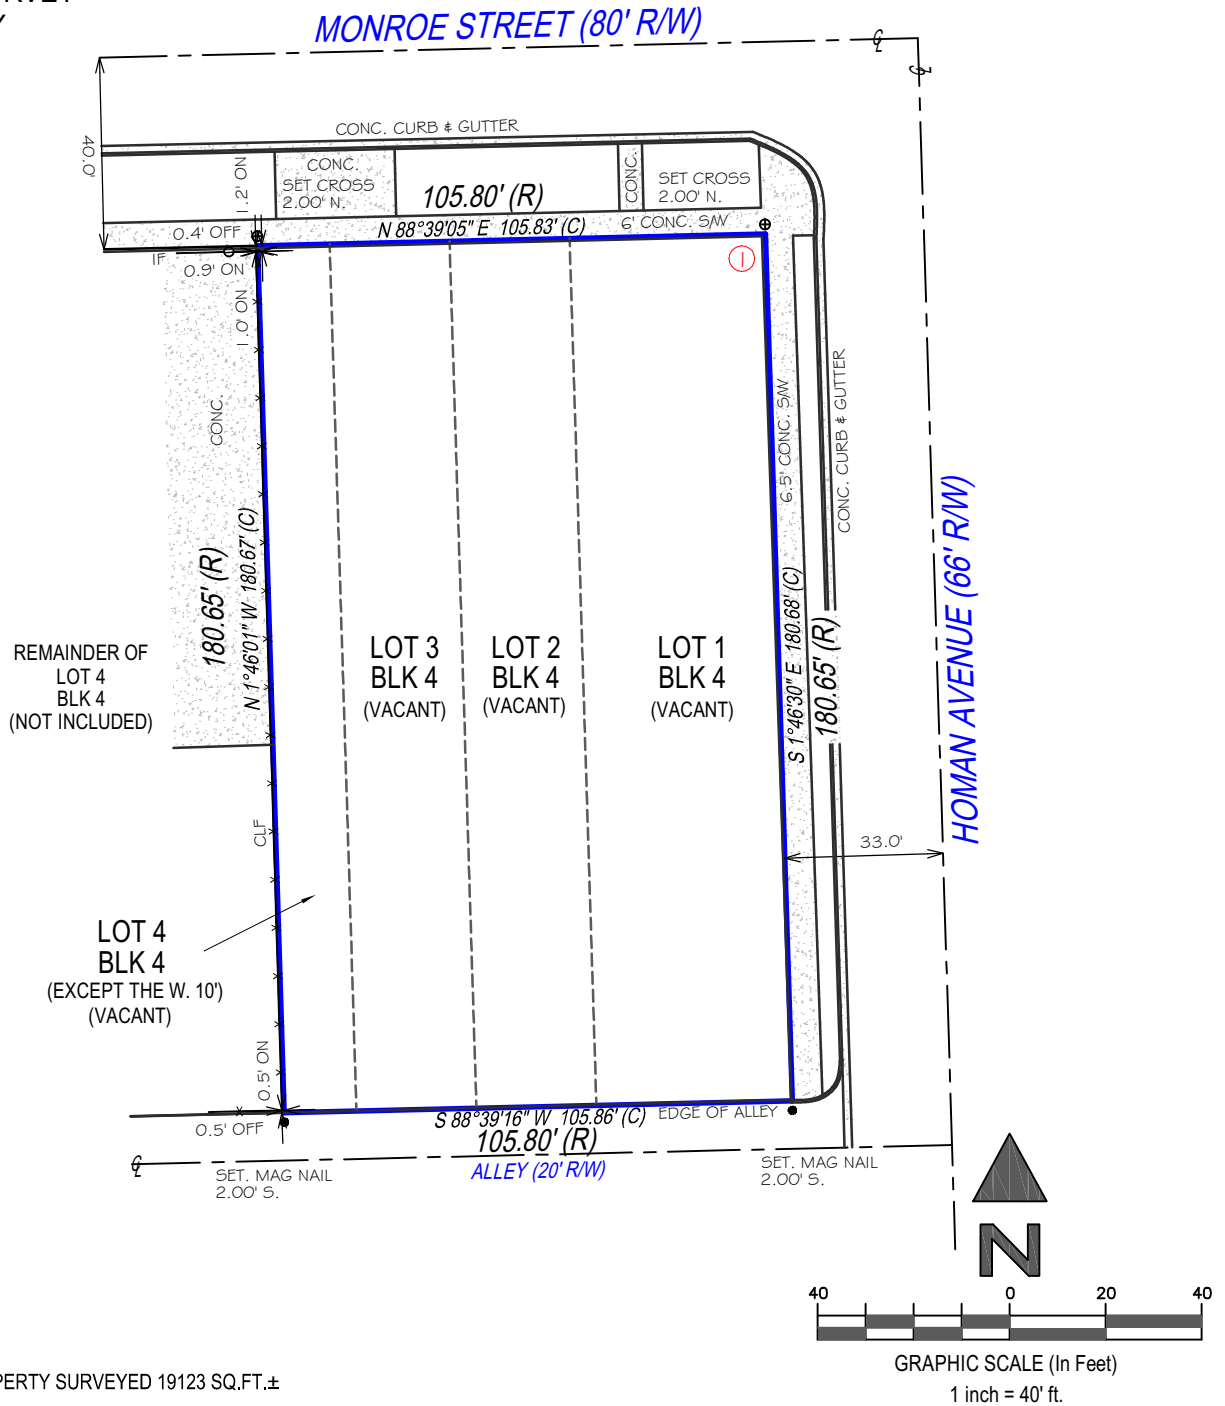 MONROE STREET (80' R/W)
40.0'
CONC. CURB & GUTTER
1.2' ON
CONC.
SET CROSS
2.00' N.
105.80' (R)
CONC.
SET CROSS
2.00' N.
0.4' OFF
N 88°39'05" E 105.83' (C)
6' CONC. S/W
IF
0.9' ON
1
1.0' ON
CONC.
6.5' CONC. S/W
CONC. CURB & GUTTER
180.65' (R)
N 1°46'01" W 180.67' (C)
S 1°46'30" E 180.68' (C)
180.65' (R)
HOMAN AVENUE (66' R/W)
REMAINDER OF
LOT 4
BLK 4
(NOT INCLUDED)
LOT 3
BLK 4
(VACANT)
LOT 2
BLK 4
(VACANT)
LOT 1
BLK 4
(VACANT)
CLF
33.0'
LOT 4
BLK 4
(EXCEPT THE W. 10')
(VACANT)
0.5' ON
0.5' OFF
S 88°39'16" W 105.86' (C)
EDGE OF ALLEY
105.80' (R)
ALLEY (20' R/W)
SET. MAG NAIL
2.00' S.
SET. MAG NAIL
2.00' S.
N
40 0 20 40
GRAPHIC SCALE (In Feet)
1 inch = 40' ft.
PERTY SURVEYED 19123 SQ.FT.±